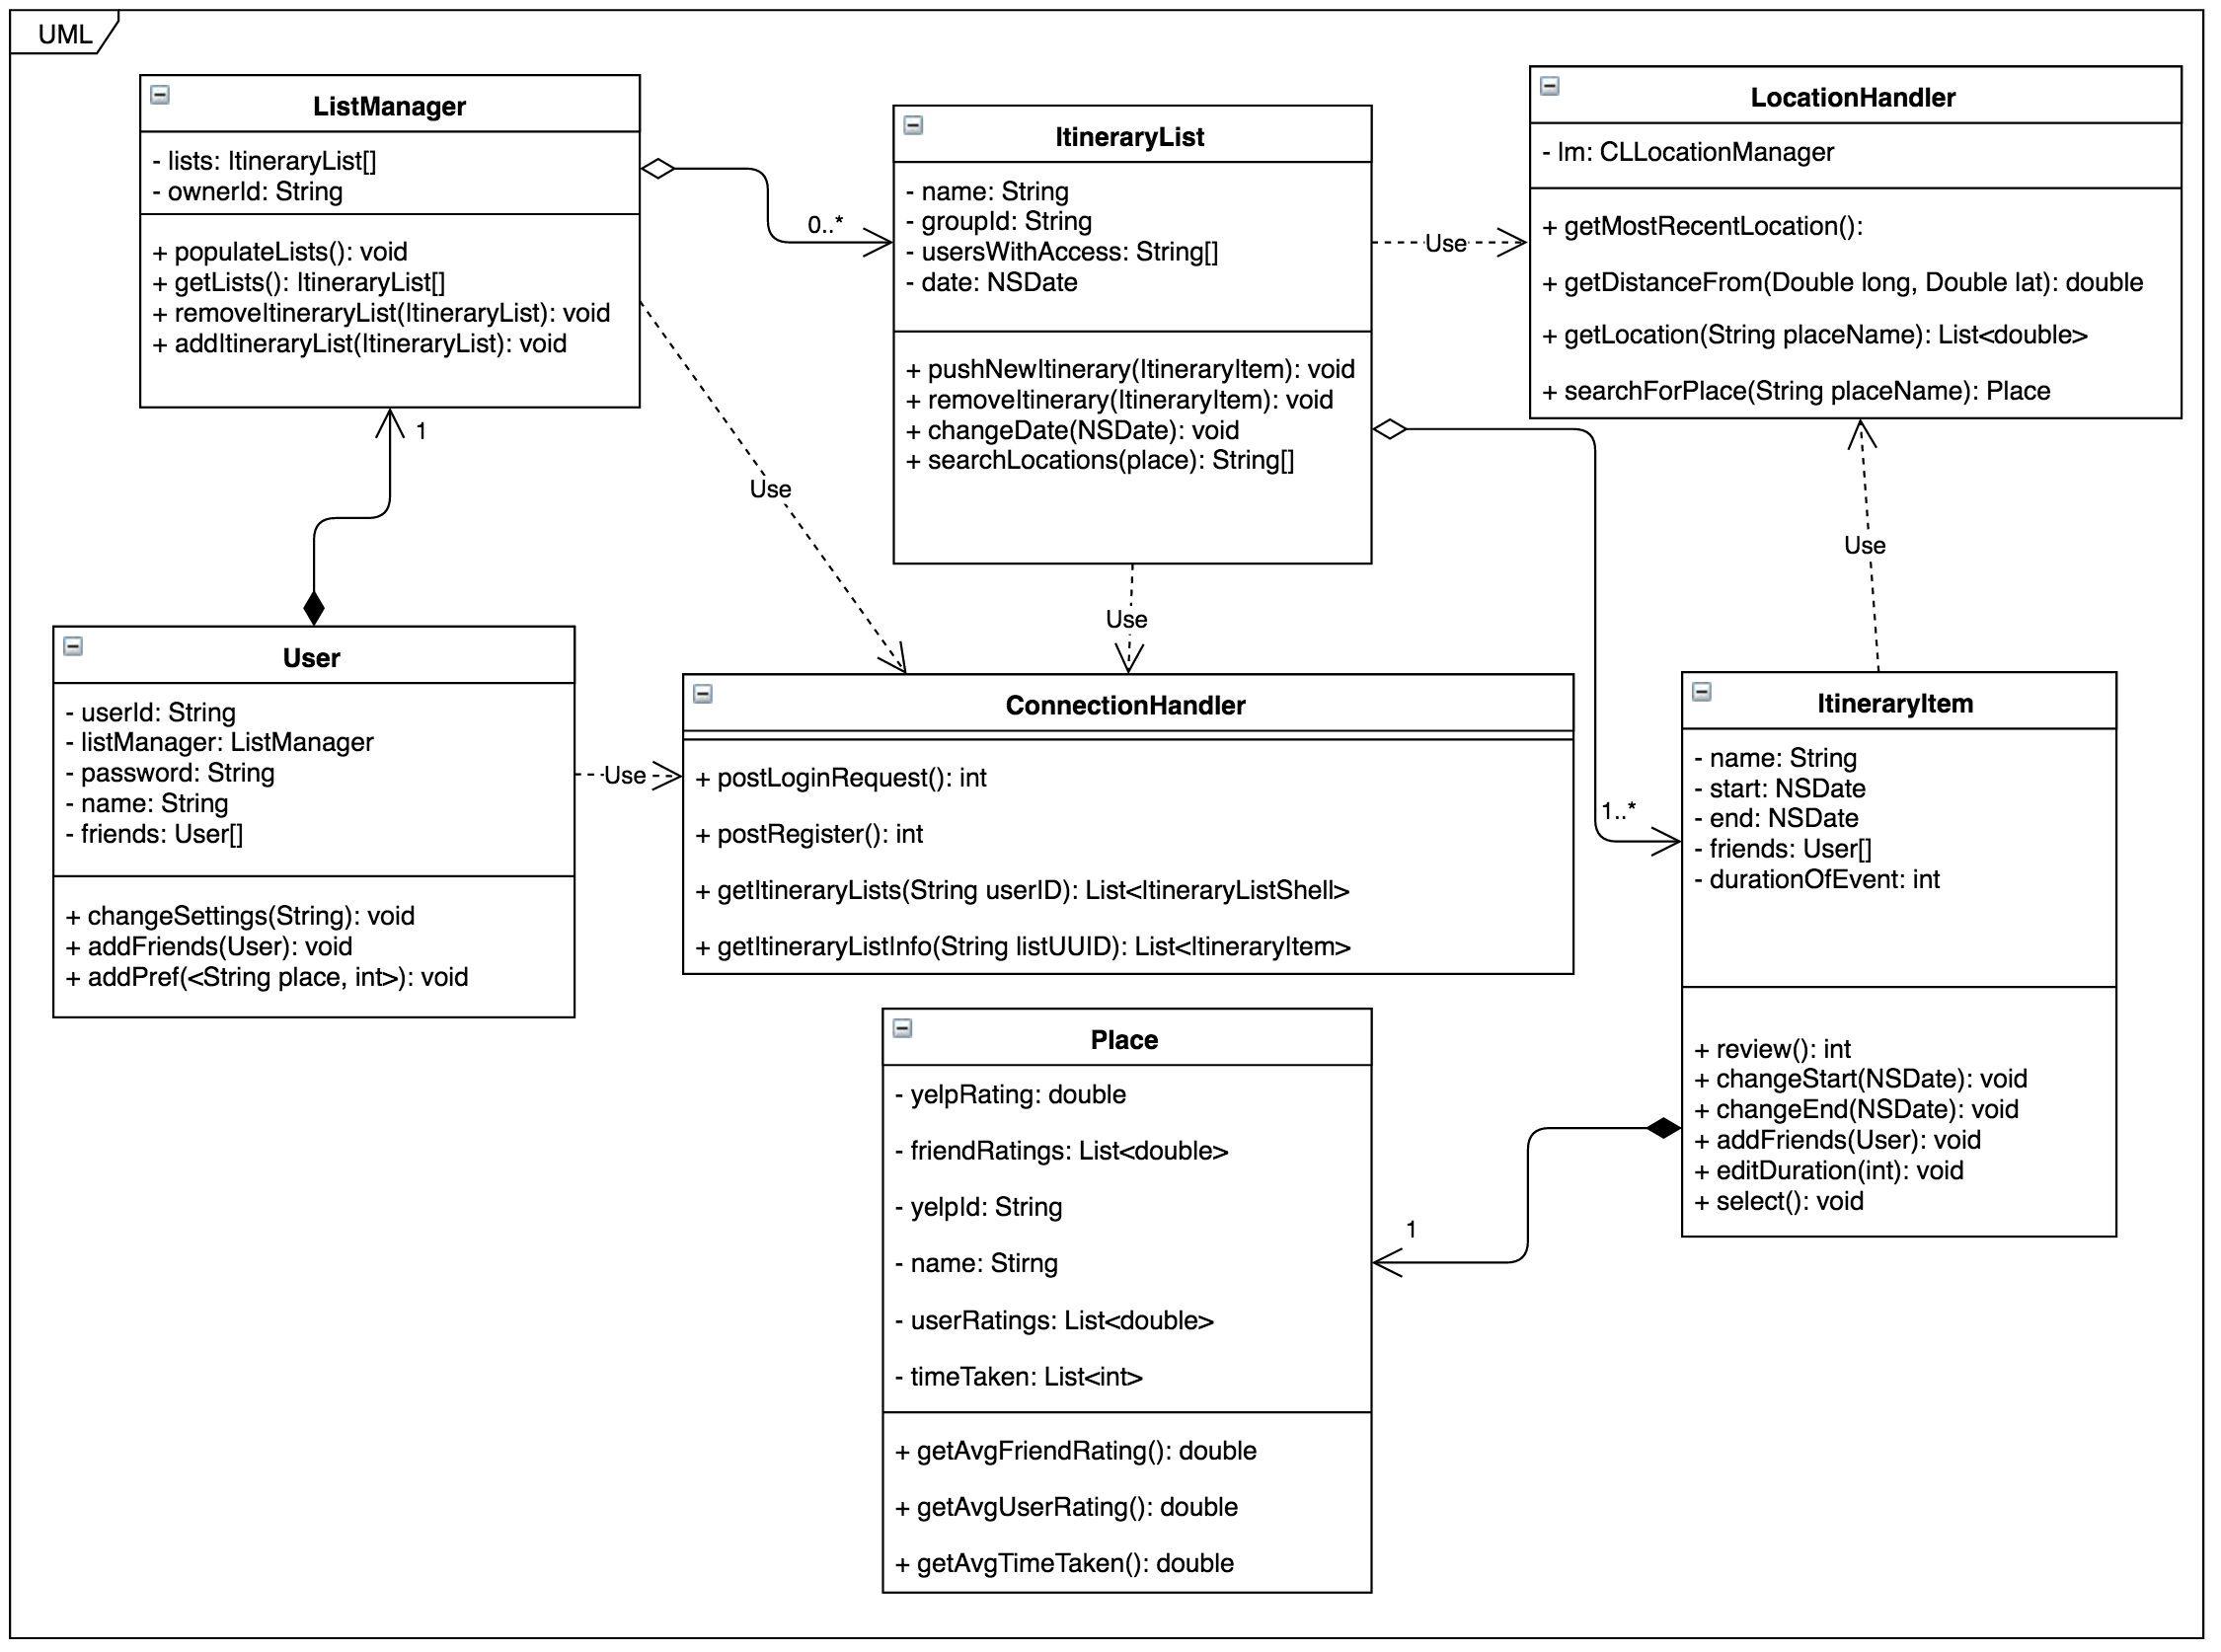 UML
ListManager
- lists: ItineraryList[]
- ownerId: String
+ populateLists(): void
+ getLists(): ItineraryList[]
+ removeItineraryList(ItineraryList): void
+ addItineraryList(ItineraryList): void
0..*
ItineraryList
- name: String
- groupId: String
- usersWithAccess: String[]
- date: NSDate
+ pushNewItinerary(ItineraryItem): void
+ removeItinerary(ItineraryItem): void
+ changeDate(NSDate): void
+ searchLocations(place): String[]
Use
LocationHandler
- lm: CLLocationManager
+ getMostRecentLocation():
+ getDistanceFrom(Double long, Double lat): double
+ getLocation(String placeName): List<double>
+ searchForPlace(String placeName): Place
1
Use
Use
Use
User
- userId: String
- listManager: ListManager
- password: String
- name: String
- friends: User[]
+ changeSettings(String): void
+ addFriends(User): void
+ addPref(<String place, int>): void
Use
ConnectionHandler
+ postLoginRequest(): int
+ postRegister(): int
+ getItineraryLists(String userID): List<ItineraryListShell>
+ getItineraryListInfo(String listUUID): List<ItineraryItem>
1..*
ItineraryItem
- name: String
- start: NSDate
- end: NSDate
- friends: User[]
- durationOfEvent: int
+ review(): int
+ changeStart(NSDate): void
+ changeEnd(NSDate): void
+ addFriends(User): void
+ editDuration(int): void
+ select(): void
1
Place
- yelpRating: double
- friendRatings: List<double>
- yelpId: String
- name: Stirng
- userRatings: List<double>
- timeTaken: List<int>
+ getAvgFriendRating(): double
+ getAvgUserRating(): double
+ getAvgTimeTaken(): double